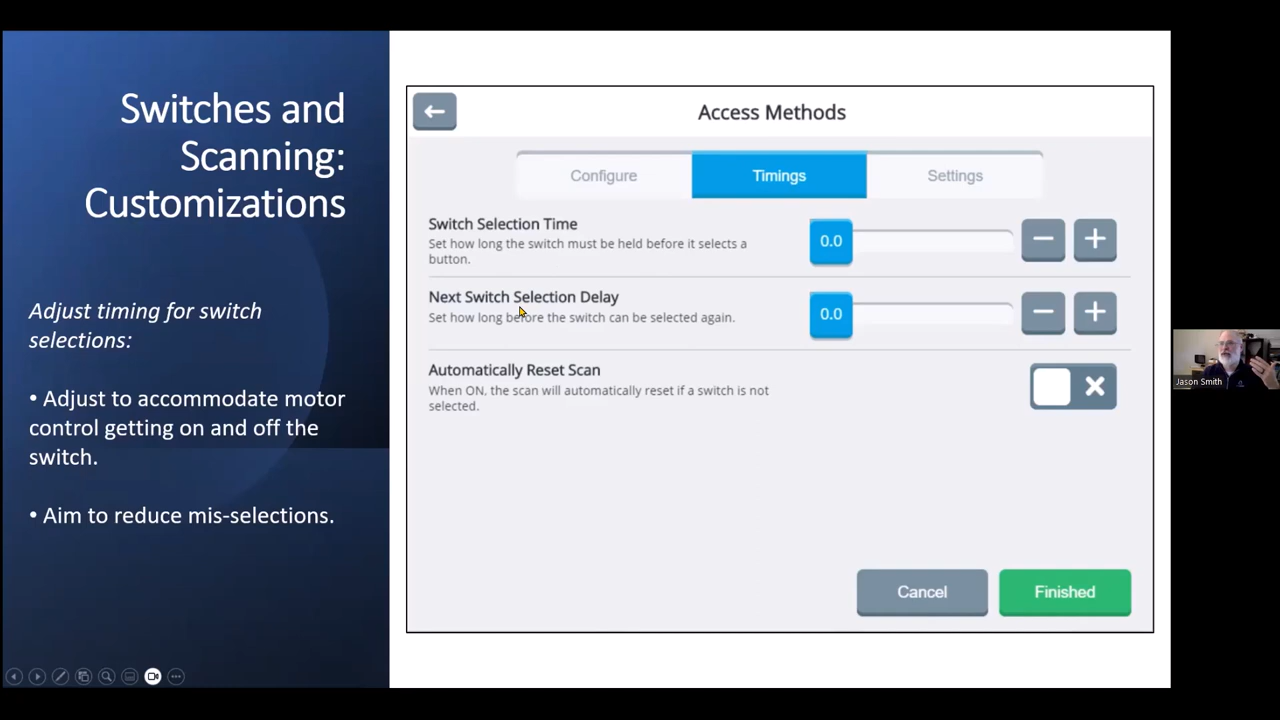 Switches and
Scanning:
Customizations
Adjust timing for switch
selections:
• Adjust to accommodate motor
control getting on and off the
switch.
• Aim to reduce mis-selections.
Access Methods
Configure
Timings
Settings
Switch Selection Time
Set how long the switch must be held before it selects a
button.
0.0
Next Switch Selection Delay
Set how long before the switch can be selected again.
0.0
Automatically Reset Scan
When ON, the scan will automatically reset if a switch is not
selected.
Cancel
Finished
Jason Smith